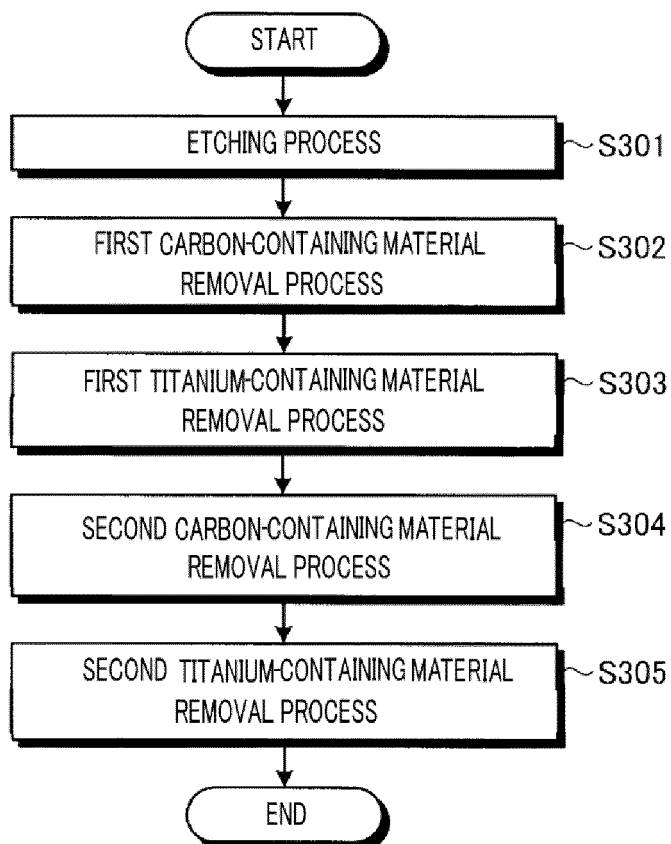 START
ETCHING PROCESS
S301
FIRST CARBON-CONTAINING MATERIAL
REMOVAL PROCESS
S302
FIRST TITANIUM-CONTAINING MATERIAL
REMOVAL PROCESS
S303
SECOND CARBON-CONTAINING MATERIAL
REMOVAL PROCESS
S304
SECOND TITANIUM-CONTAINING MATERIAL
REMOVAL PROCESS
S305
END